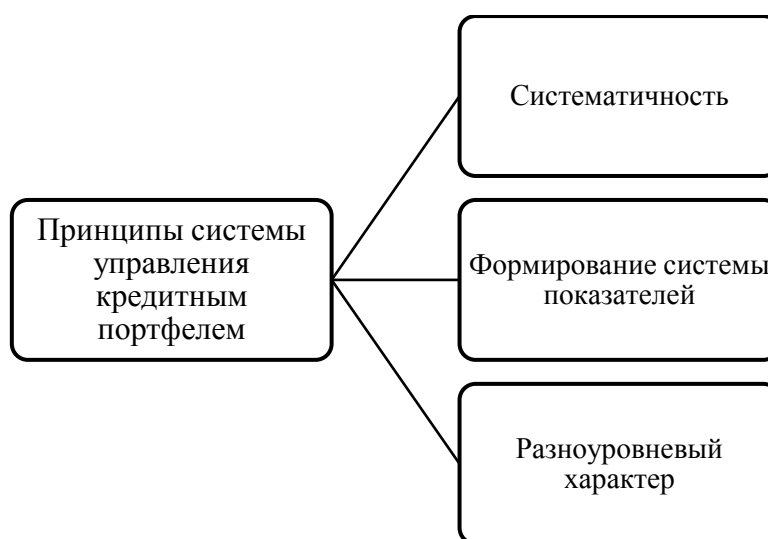 Принципы системы
управления
кредитным
портфелем
Систематичность
Формирование системы
показателей
Разноуровневый
характер